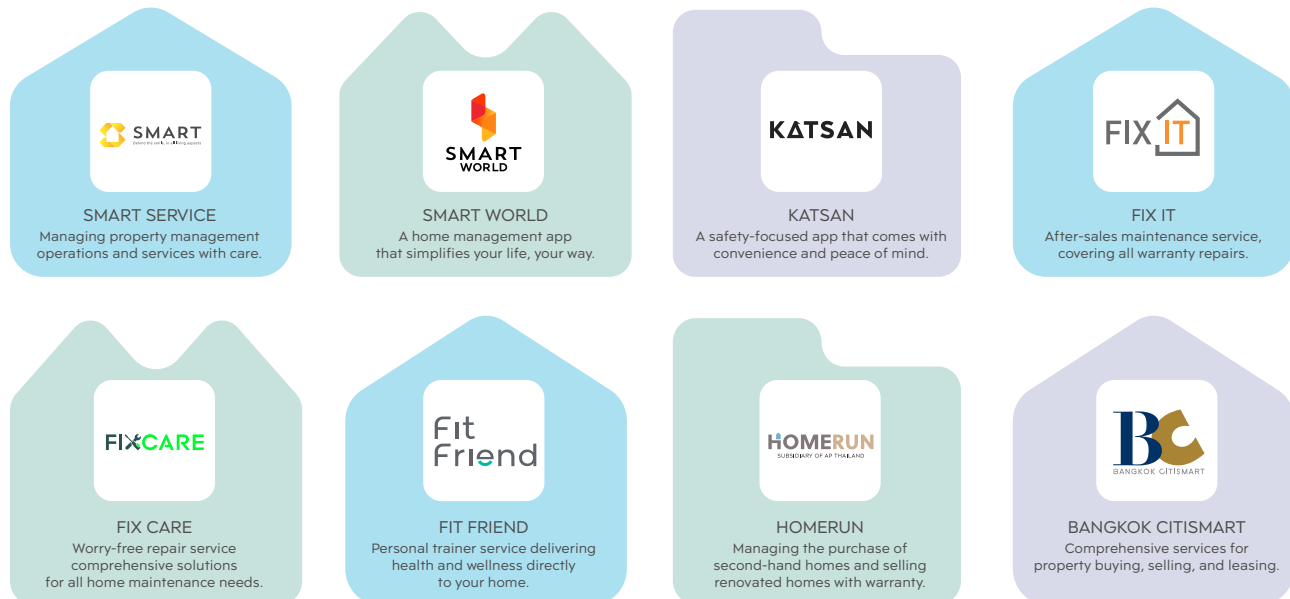 SMART
SMART SERVICE
Managing property management
operations and services with care.
SMART
WORLD
SMART WORLD
A home management app
that simplifies your life, your way.
KATSAN
KATSAN
A safety-focused app that comes with
convenience and peace of mind.
FIX IT
FIX IT
After-sales maintenance service,
covering all warranty repairs.
FIXCARE
FIX CARE
Worry-free repair service
comprehensive solutions
for all home maintenance needs.
Fit
Friend
FIT FRIEND
Personal trainer service delivering
health and wellness directly
to your home.
HOMERUN
SUBSIDIARY OF AP THAILAND
HOMERUN
Managing the purchase of
second-hand homes and selling
renovated homes with warranty.
BC
BANGKOK CITISMART
BANGKOK CITISMART
Comprehensive services for
property buying, selling, and leasing.